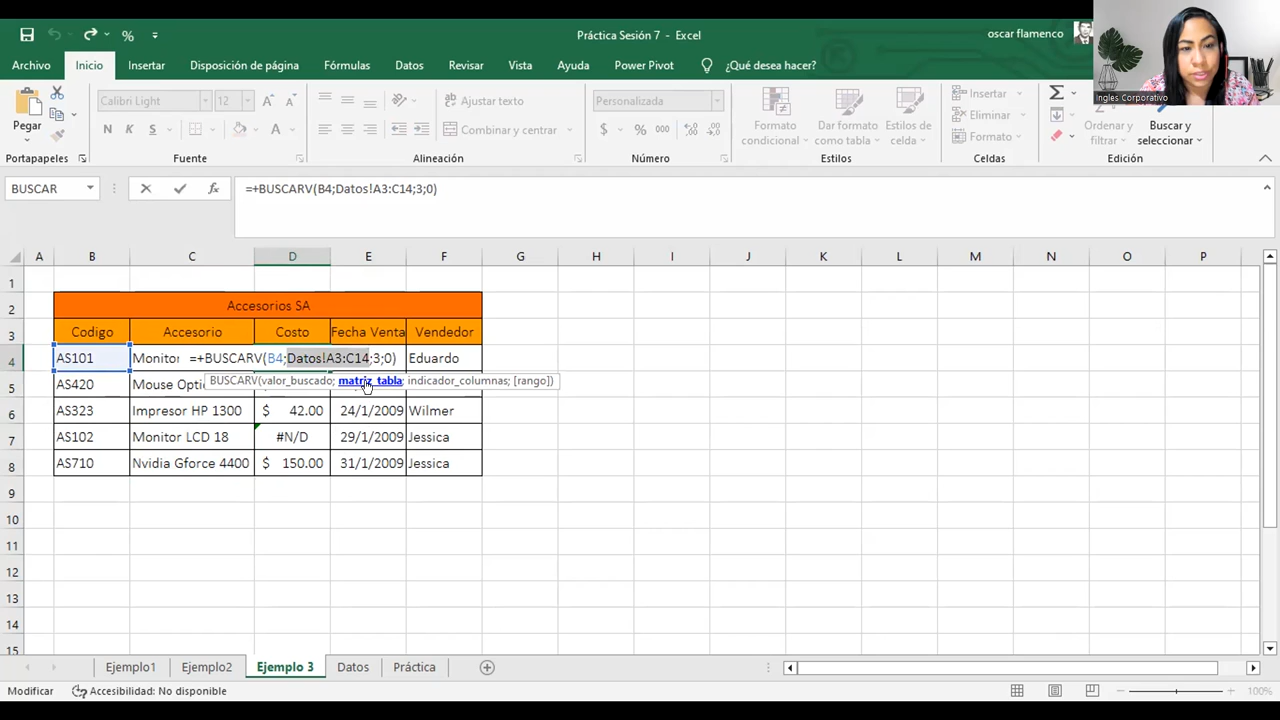 Práctica Sesión 7 - Excel
oscar flamenco
Ingles Corporativo
Archivo Inicio Insertar Disposición de página Fórmulas Datos Revisar Vista Ayuda Power Pivot ¿Qué desea hacer?
Pegar
Calibri Light 12
N K S
Ajustar texto
Combinar y centrar
Personalizada
$ % 000
Formato condicional
Dar formato como tabla
Estilos de celda
Insertar
Eliminar
Formato
Ordenar y filtrar
Buscar y seleccionar
Portapapeles Fuente Alineación Número Estilos Celdas Edición
BUSCAR =+BUSCARV(B4;Datos!A3:C14;3;0)
A B C D E F G H I J K L M N O P
1
2 Accesorios SA
3 Codigo Accesorio Costo Fecha Venta Vendedor
4 AS101 Monitor =+BUSCARV(B4;Datos!A3:C14;3;0) Eduardo
BUSCARV(valor_buscado; matriz_tabla; indicador_columnas; [rango])
5 AS420 Mouse Optic
6 AS323 Impresor HP 1300 $ 42.00 24/1/2009 Wilmer
7 AS102 Monitor LCD 18 #N/D 29/1/2009 Jessica
8 AS710 Nvidia Gforce 4400 $ 150.00 31/1/2009 Jessica
9
10
11
12
13
14
15
Ejemplo1 Ejemplo2 Ejemplo 3 Datos Práctica
Modificar Accesibilidad: No disponible 100%